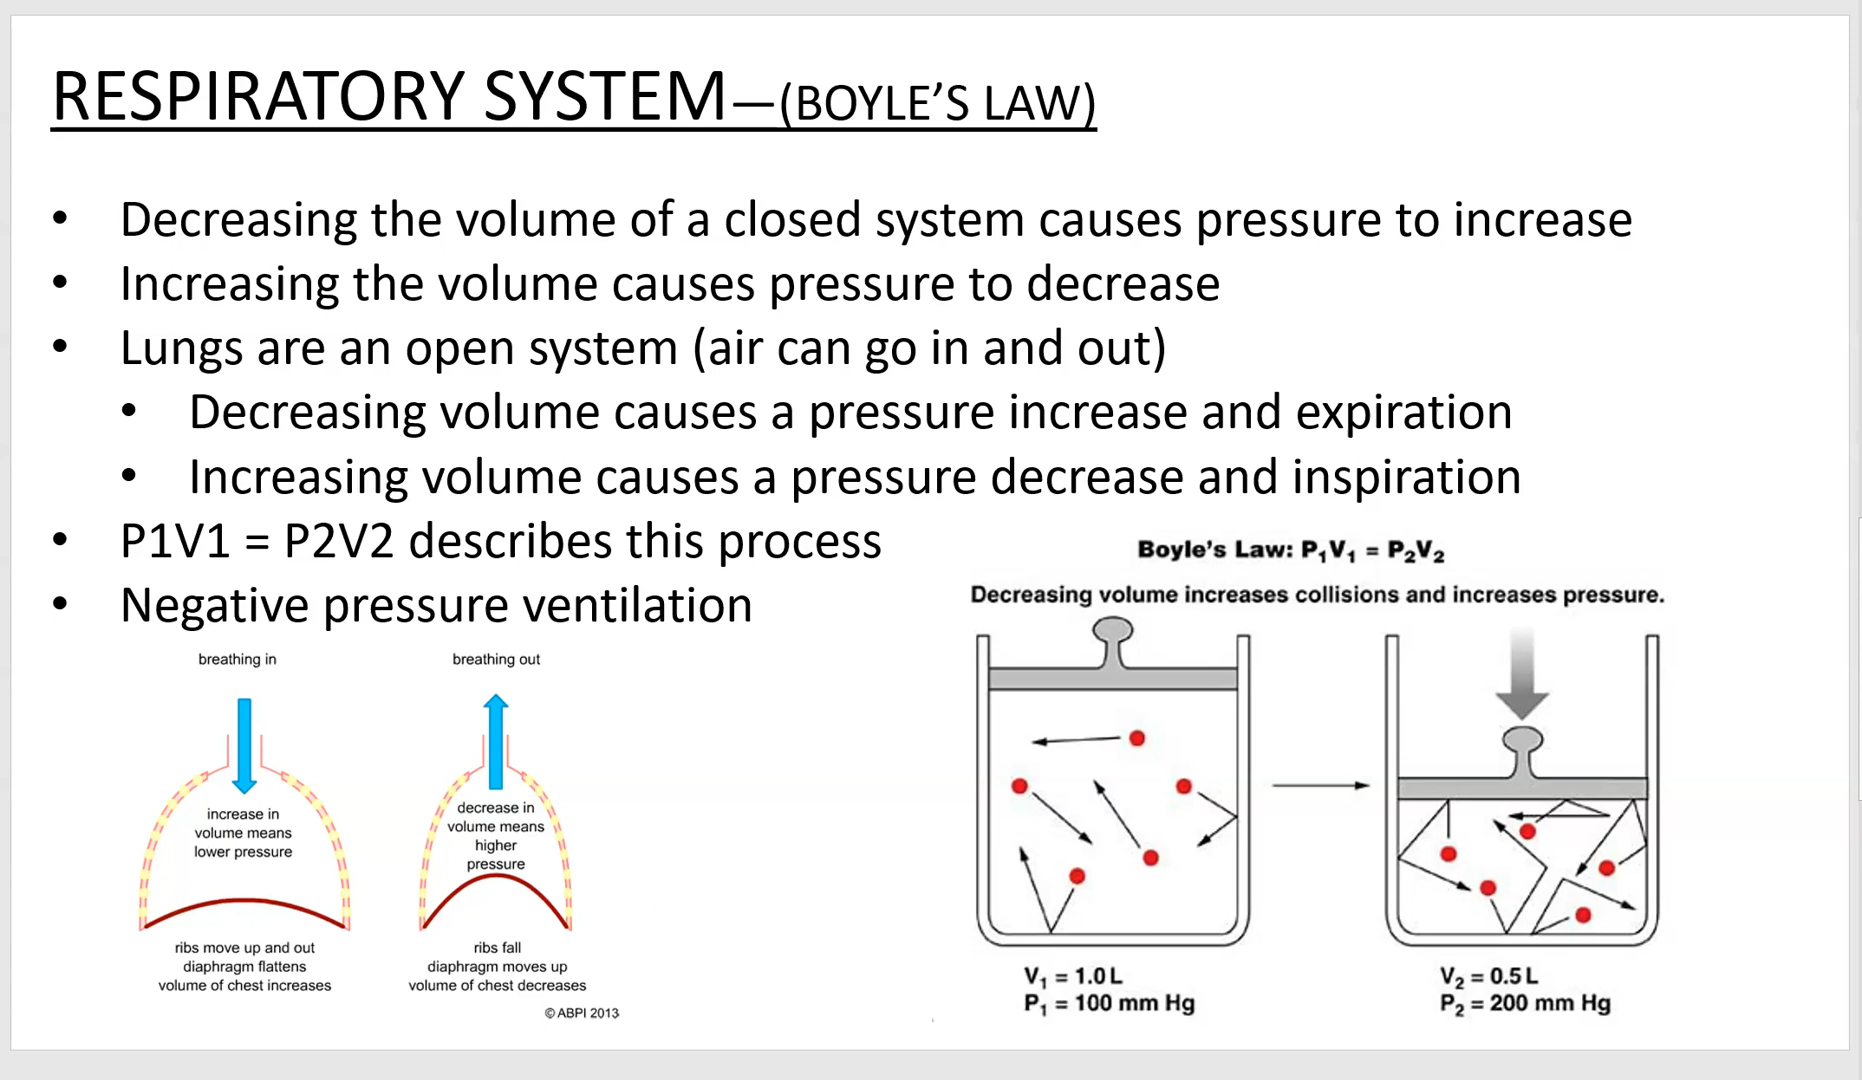 RESPIRATORY SYSTEM—(BOYLE’S LAW)
• Decreasing the volume of a closed system causes pressure to increase
• Increasing the volume causes pressure to decrease
• Lungs are an open system (air can go in and out)
• Decreasing volume causes a pressure increase and expiration
• Increasing volume causes a pressure decrease and inspiration
• P1V1 = P2V2 describes this process
• Negative pressure ventilation
breathing in
increase in
volume means
lower pressure
ribs move up and out
diaphragm flattens
volume of chest increases
breathing out
decrease in
volume means
higher
pressure
ribs fall
diaphragm moves up
volume of chest decreases
© ABPI 2013
Boyle’s Law: P₁V₁ = P₂V₂
Decreasing volume increases collisions and increases pressure.
V₁ = 1.0 L
P₁ = 100 mm Hg
V₂ = 0.5 L
P₂ = 200 mm Hg